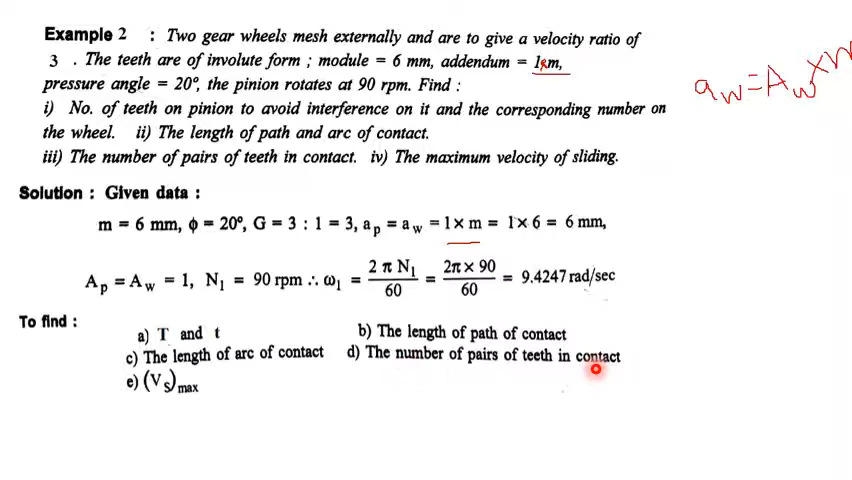 Example 2 : Two gear wheels mesh externally and are to give a velocity ratio of
3 . The teeth are of involute form ; module = 6 mm, addendum = 1 m,
pressure angle = 20°, the pinion rotates at 90 rpm. Find :
i) No. of teeth on pinion to avoid interference on it and the corresponding number on
the wheel. ii) The length of path and arc of contact.
iii) The number of pairs of teeth in contact. iv) The maximum velocity of sliding.
aw = Aw × m
Solution : Given data :
m = 6 mm, ϕ = 20°, G = 3 : 1 = 3, ap = aw = 1 × m = 1 × 6 = 6 mm,
Ap = Aw = 1, N1 = 90 rpm ∴ ω1 = 2 π N1 / 60 = 2π × 90 / 60 = 9.4247 rad/sec
To find :
a) T and t b) The length of path of contact
c) The length of arc of contact d) The number of pairs of teeth in contact
e) (Vs)max